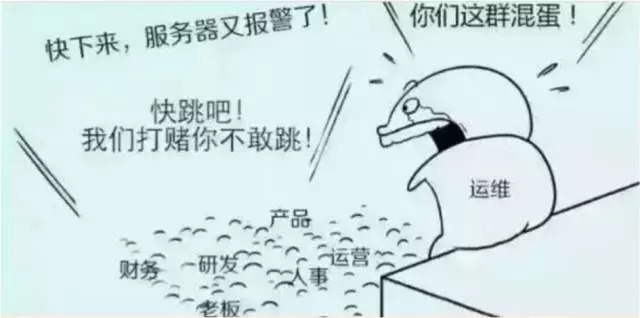 快下来，服务器又报警了！
你们这群混蛋！
快跳吧！
我们打赌你不敢跳！
运维
产品
财务
研发
运营
人事
老板